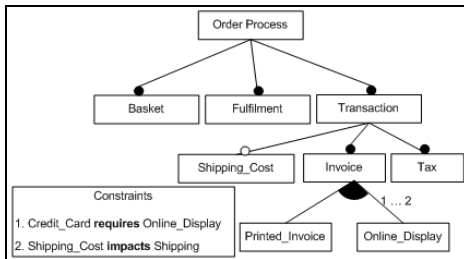 Order Process
Basket
Fulfilment
Transaction
Shipping_Cost
Invoice
Tax
1 ... 2
Printed_Invoice
Online_Display
Constraints
1. Credit_Card requires Online_Display
2. Shipping_Cost impacts Shipping